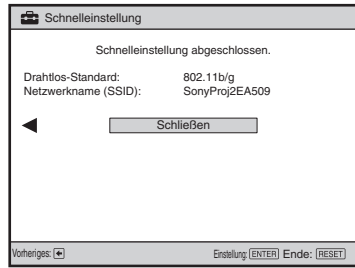 Schnelleinstellung
Schnelleinstellung abgeschlossen.
Drahtlos-Standard: 802.11b/g
Netzwerkname (SSID): SonyProj2EA509
Schließen
Vorheriges: Einstellung: ENTER Ende: RESET